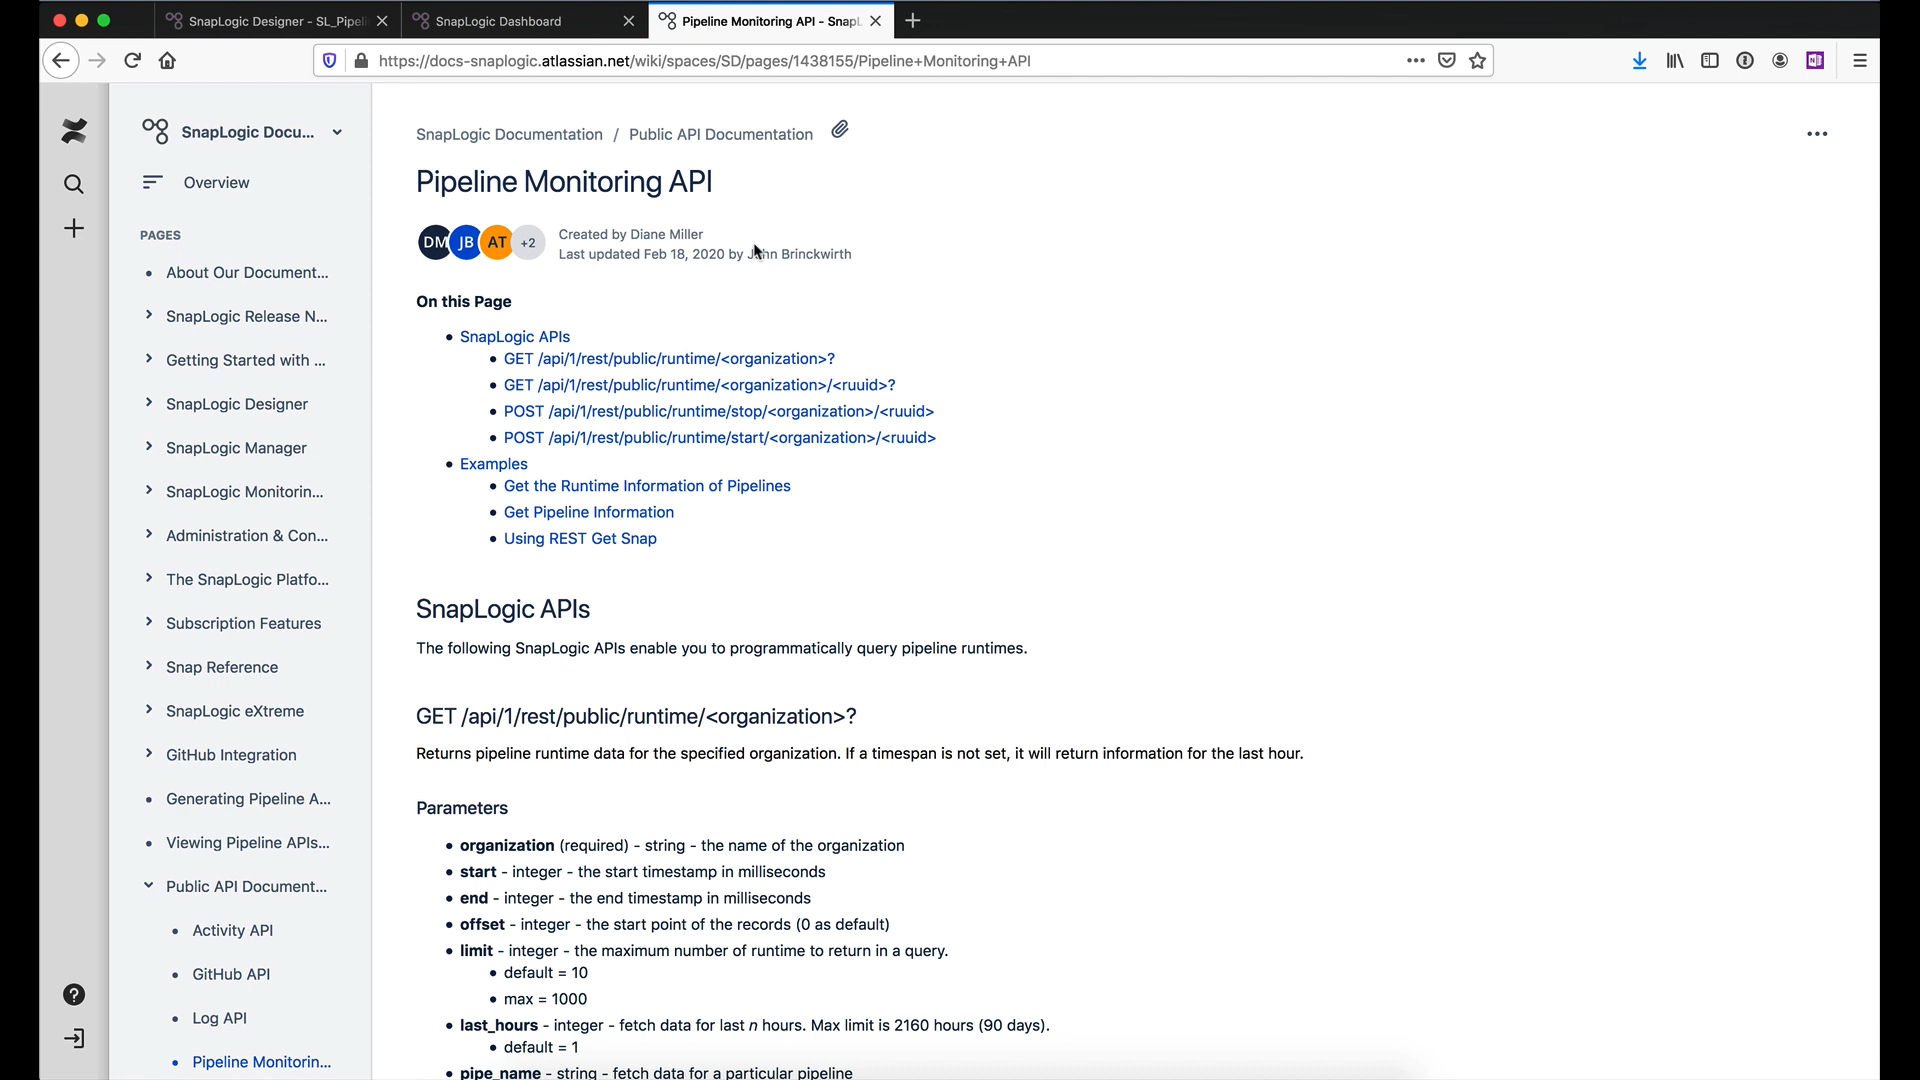 SnapLogic Designer - SL_Pipeli
SnapLogic Dashboard
Pipeline Monitoring API - SnapL
https://docs-snaplogic.atlassian.net/wiki/spaces/SD/pages/1438155/Pipeline+Monitoring+API
SnapLogic Docu...
Overview
PAGES
About Our Document...
SnapLogic Release N...
Getting Started with ...
SnapLogic Designer
SnapLogic Manager
SnapLogic Monitorin...
Administration & Con...
The SnapLogic Platfo...
Subscription Features
Snap Reference
SnapLogic eXtreme
GitHub Integration
Generating Pipeline A...
Viewing Pipeline APIs...
Public API Document...
Activity API
GitHub API
Log API
Pipeline Monitorin...
SnapLogic Documentation / Public API Documentation
Pipeline Monitoring API
DM JB AT +2
Created by Diane Miller
Last updated Feb 18, 2020 by John Brinckwirth
On this Page
SnapLogic APIs
GET /api/1/rest/public/runtime/<organization>?
GET /api/1/rest/public/runtime/<organization>/<ruuid>?
POST /api/1/rest/public/runtime/stop/<organization>/<ruuid>
POST /api/1/rest/public/runtime/start/<organization>/<ruuid>
Examples
Get the Runtime Information of Pipelines
Get Pipeline Information
Using REST Get Snap
SnapLogic APIs
The following SnapLogic APIs enable you to programmatically query pipeline runtimes.
GET /api/1/rest/public/runtime/<organization>?
Returns pipeline runtime data for the specified organization. If a timespan is not set, it will return information for the last hour.
Parameters
organization (required) - string - the name of the organization
start - integer - the start timestamp in milliseconds
end - integer - the end timestamp in milliseconds
offset - integer - the start point of the records (0 as default)
limit - integer - the maximum number of runtime to return in a query.
default = 10
max = 1000
last_hours - integer - fetch data for last n hours. Max limit is 2160 hours (90 days).
default = 1
pipe_name - string - fetch data for a particular pipeline